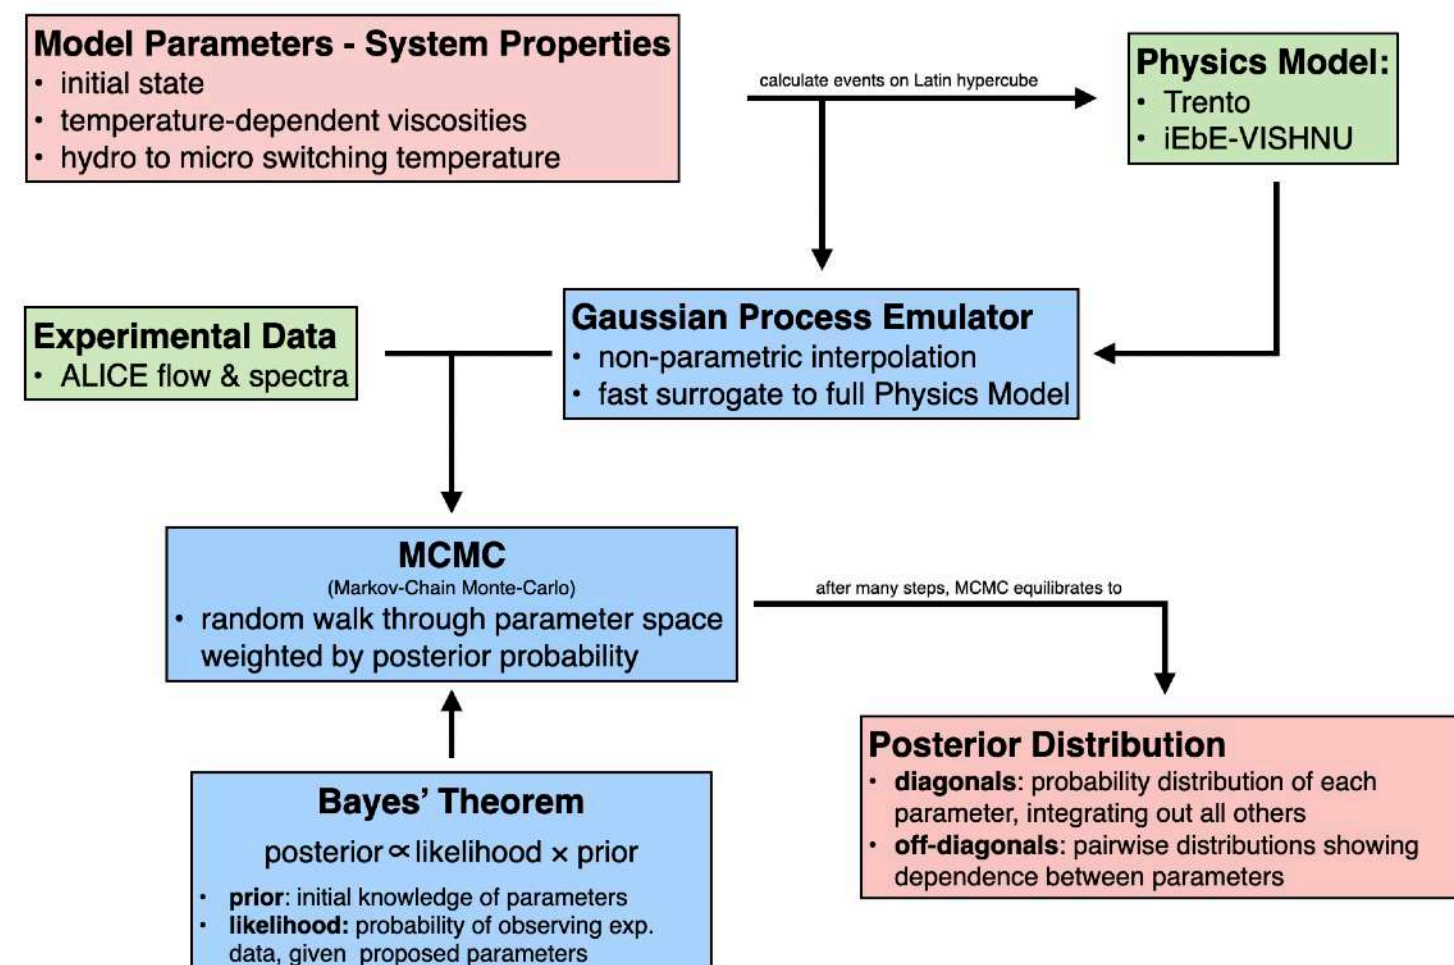 Model Parameters - System Properties
• initial state
• temperature-dependent viscosities
• hydro to micro switching temperature
calculate events on Latin hypercube
Physics Model:
• Trento
• iEbE-VISHNU
Experimental Data
• ALICE flow & spectra
Gaussian Process Emulator
• non-parametric interpolation
• fast surrogate to full Physics Model
MCMC
(Markov-Chain Monte-Carlo)
• random walk through parameter space
weighted by posterior probability
after many steps, MCMC equilibrates to
Posterior Distribution
• diagonals: probability distribution of each
parameter, integrating out all others
• off-diagonals: pairwise distributions showing
dependence between parameters
Bayes’ Theorem
posterior ∝ likelihood × prior
• prior: initial knowledge of parameters
• likelihood: probability of observing exp.
data, given proposed parameters